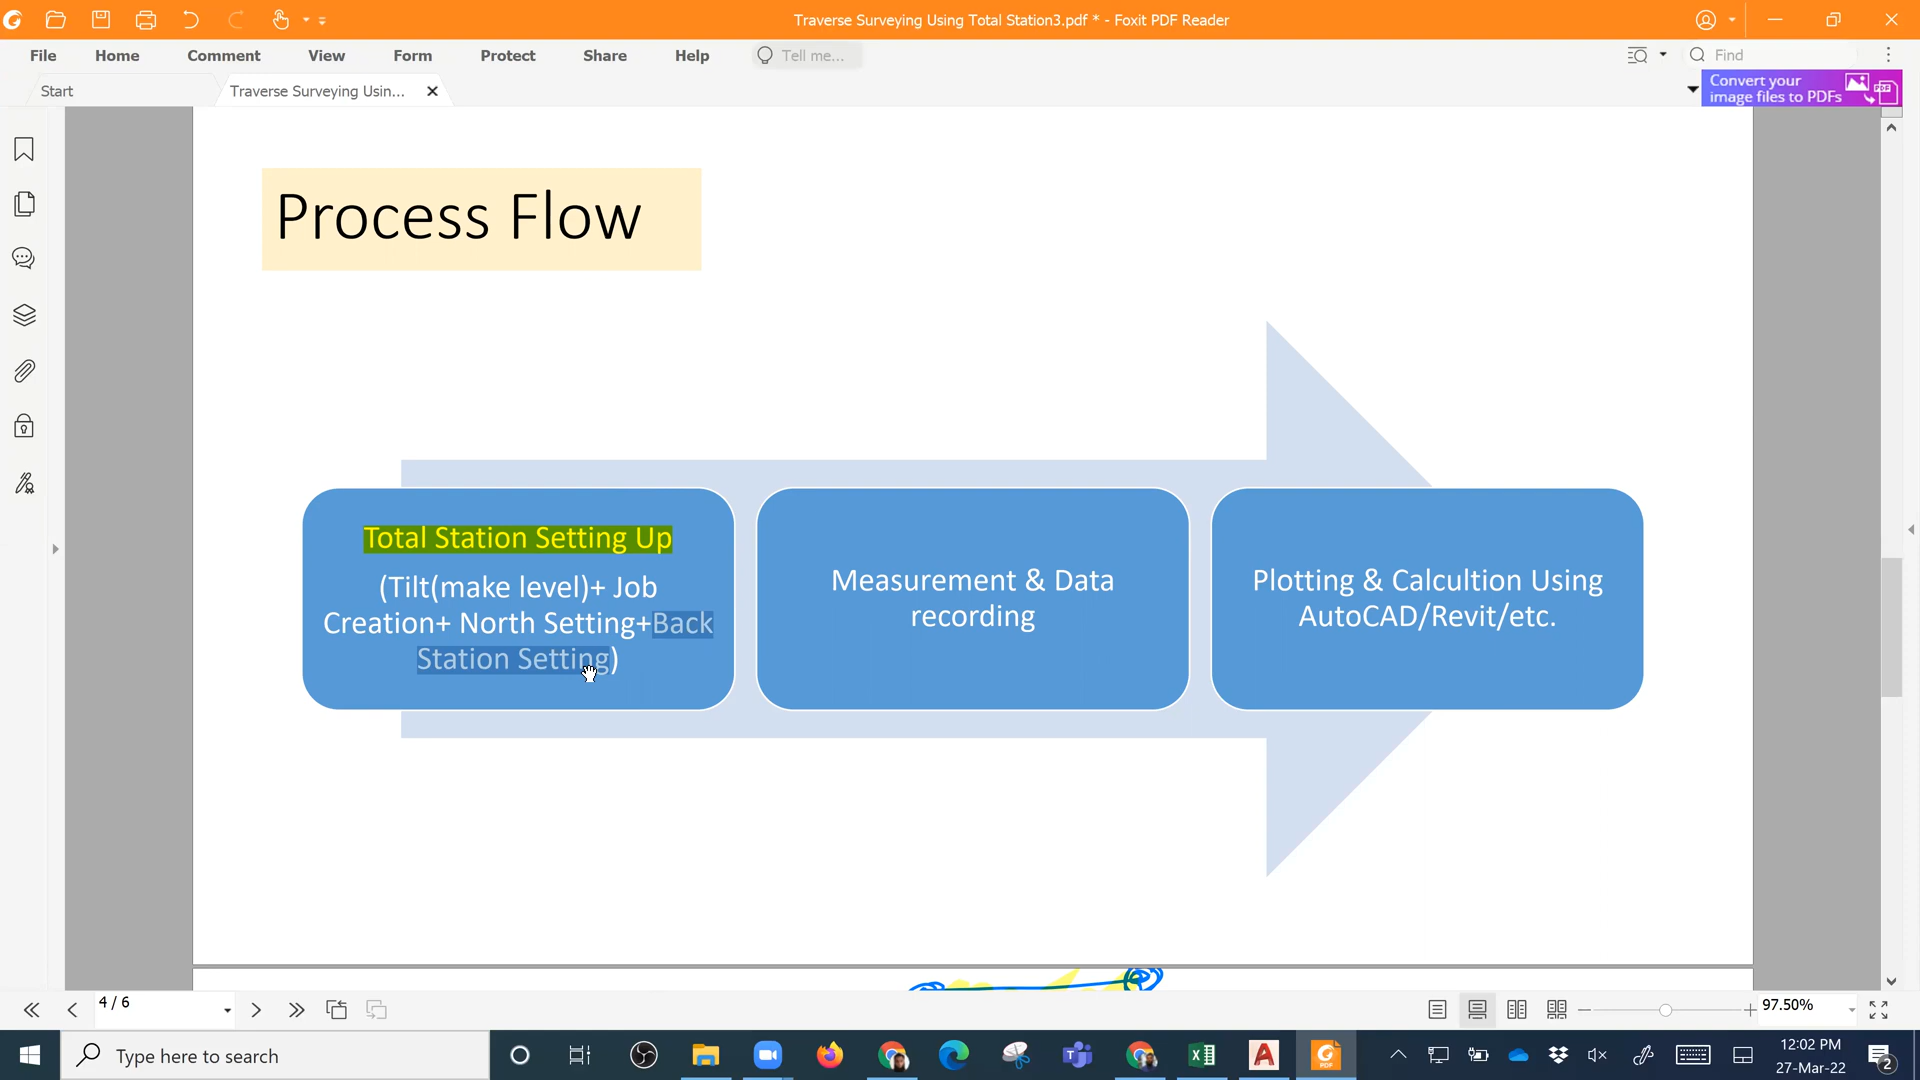 Traverse Surveying Using Total Station3.pdf * - Foxit PDF Reader
File Home Comment View Form Protect Share Help Tell me... Find
Start Traverse Surveying Usin... Convert your
image files to PDFs
PDF
Process Flow
Total Station Setting Up
(Tilt(make level)+ Job
Creation+ North Setting+Back
Station Setting)
Measurement & Data
recording
Plotting & Calcultion Using
AutoCAD/Revit/etc.
4 / 6 97.50%
Type here to search
PDF
12:02 PM
27-Mar-22
2